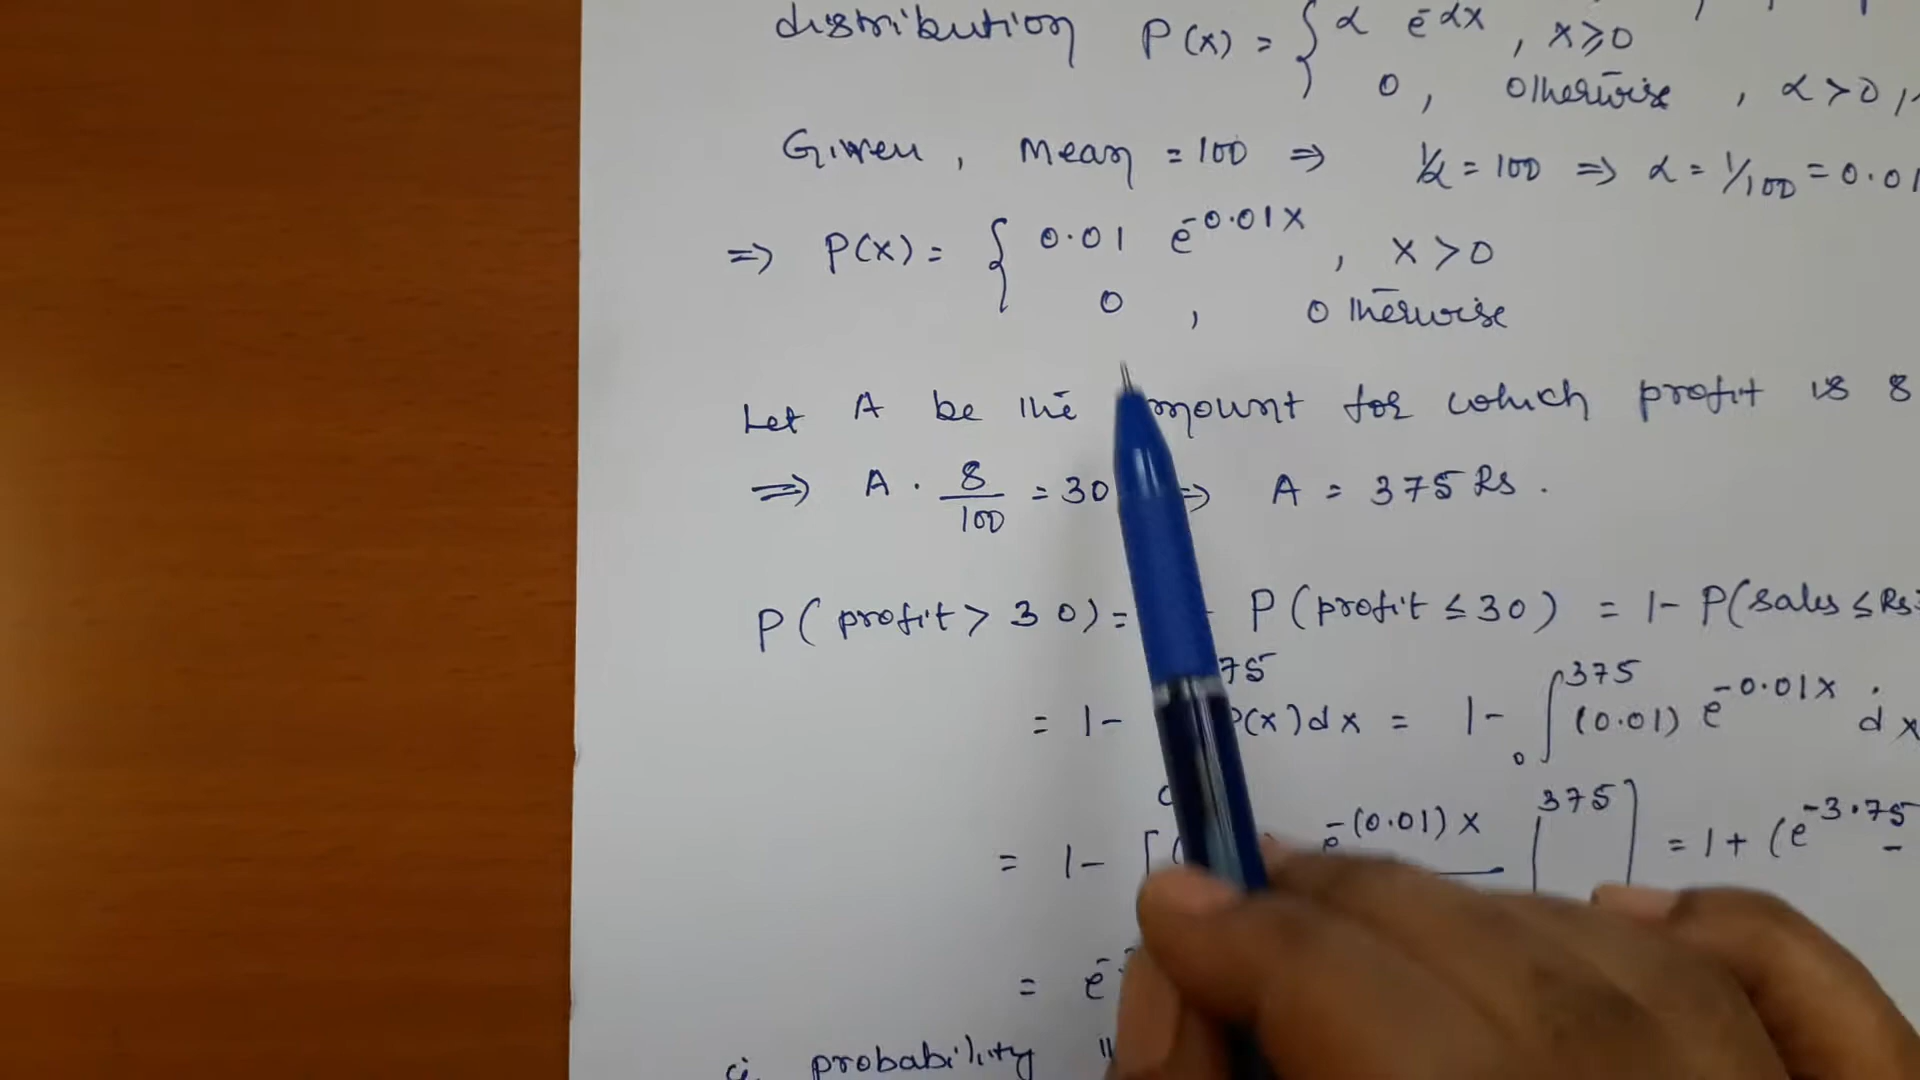 distribution P(x) = { α e^-αx , x ≥ 0
0 , Otherwise , α > 0 ,
Given , Mean = 100 ⇒ 1/α = 100 ⇒ α = 1/100 = 0.01
⇒ P(x) = { 0.01 e^-0.01x , x > 0
0 , Otherwise
Let A be the mount for which profit is 8
⇒ A . 8/100 = 30 ⇒ A = 375 Rs .
P( profit > 30) = P (profit ≤ 30) = 1- P(sales ≤ Rs
= 1- 75 (x) dx = 1- ∫_0^375 (0.01) e^-0.01x dx
= 1- [ e^-(0.01)x ]^375 ] = 1 + (e^-3.75 -
= e^-
probability